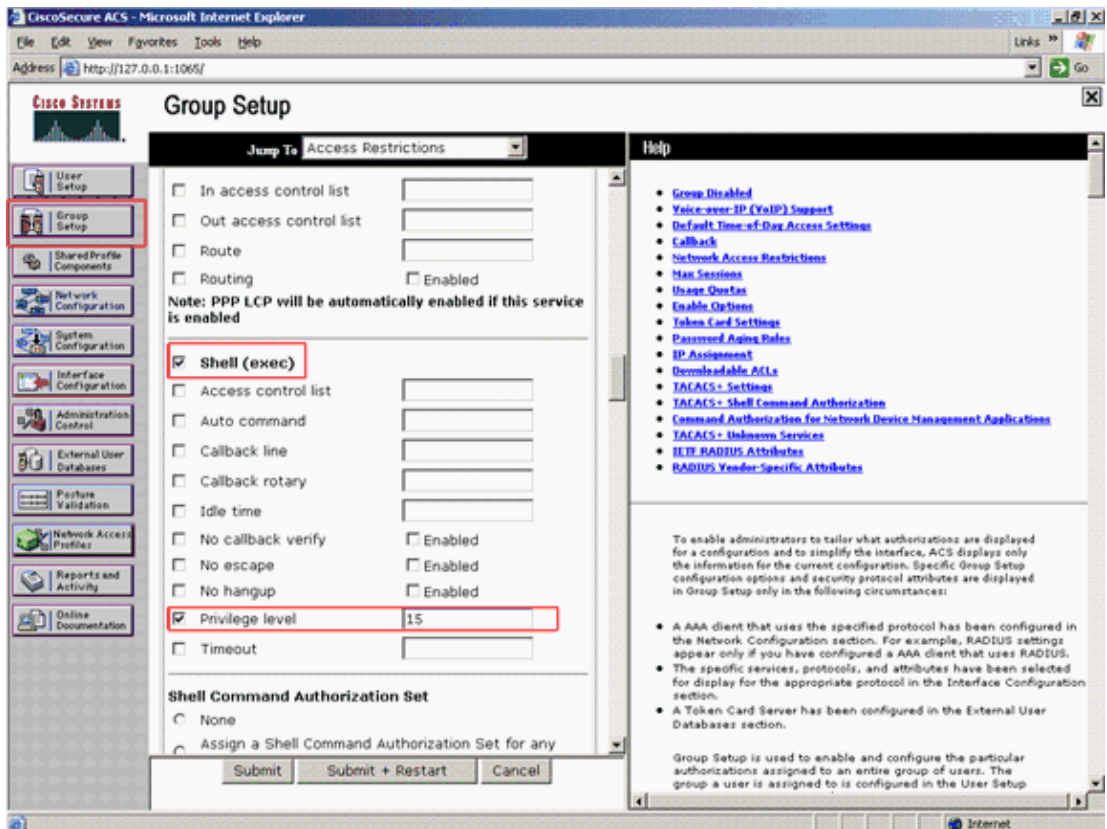 CiscoSecure ACS - Microsoft Internet Explorer
File Edit View Favorites Tools Help
Links »
Address http://127.0.0.1:1065/
Go
CISCO SYSTEMS
Group Setup
Jump To Access Restrictions
User Setup
Group Setup
Shared Profile Components
Network Configuration
System Configuration
Interface Configuration
Administration Control
External User Databases
Posture Validation
Network Access Profiles
Reports and Activity
Online Documentation
In access control list
Out access control list
Route
Routing Enabled
Note: PPP LCP will be automatically enabled if this service
is enabled
Shell (exec)
Access control list
Auto command
Callback line
Callback rotary
Idle time
No callback verify Enabled
No escape Enabled
No hangup Enabled
Privilege level 15
Timeout
Shell Command Authorization Set
None
Assign a Shell Command Authorization Set for any
Submit Submit + Restart Cancel
Help
Group Disabled
Voice-over-IP (VoIP) Support
Default Time-of-Day Access Settings
Callback
Network Access Restrictions
Max Sessions
Usage Quotas
Enable Options
Token Card Settings
Password Aging Rules
IP Assignment
Downloadable ACLs
TACACS+ Settings
TACACS+ Shell Command Authorization
Command Authorization for Network Device Management Applications
TACACS+ Unknown Services
IETF RADIUS Attributes
RADIUS Vendor-Specific Attributes
To enable administrators to tailor what authorizations are displayed
for a configuration and to simplify the interface, ACS displays only
the information for the current configuration. Specific Group Setup
configuration options and security protocol attributes are displayed
in Group Setup only in the following circumstances:
A AAA client that uses the specified protocol has been configured in
the Network Configuration section. For example, RADIUS settings
appear only if you have configured a AAA client that uses RADIUS.
The specific services, protocols, and attributes have been selected
for display for the appropriate protocol in the Interface Configuration
section.
A Token Card Server has been configured in the External User
Databases section.
Group Setup is used to enable and configure the particular
authorizations assigned to an entire group of users. The
group a user is assigned to is configured in the User Setup
Internet